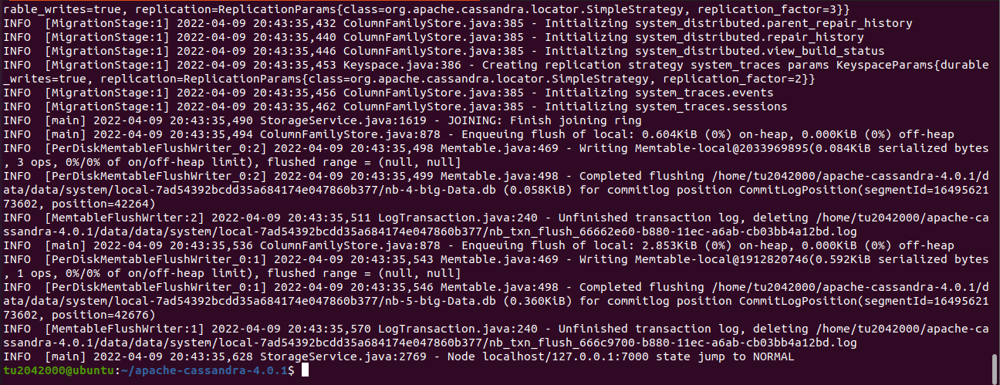 rable_writes=true, replication=ReplicationParams{class=org.apache.cassandra.locator.SimpleStrategy, replication_factor=3}}
INFO  [MigrationStage:1] 2022-04-09 20:43:35,432 ColumnFamilyStore.java:385 - Initializing system_distributed.parent_repair_history
INFO  [MigrationStage:1] 2022-04-09 20:43:35,440 ColumnFamilyStore.java:385 - Initializing system_distributed.repair_history
INFO  [MigrationStage:1] 2022-04-09 20:43:35,446 ColumnFamilyStore.java:385 - Initializing system_distributed.view_build_status
INFO  [MigrationStage:1] 2022-04-09 20:43:35,453 Keyspace.java:386 - Creating replication strategy system_traces params KeyspaceParams{durable
_writes=true, replication=ReplicationParams{class=org.apache.cassandra.locator.SimpleStrategy, replication_factor=2}}
INFO  [MigrationStage:1] 2022-04-09 20:43:35,456 ColumnFamilyStore.java:385 - Initializing system_traces.events
INFO  [MigrationStage:1] 2022-04-09 20:43:35,462 ColumnFamilyStore.java:385 - Initializing system_traces.sessions
INFO  [main] 2022-04-09 20:43:35,490 StorageService.java:1619 - JOINING: Finish joining ring
INFO  [main] 2022-04-09 20:43:35,494 ColumnFamilyStore.java:878 - Enqueuing flush of local: 0.604KiB (0%) on-heap, 0.000KiB (0%) off-heap
INFO  [PerDiskMemtableFlushWriter_0:2] 2022-04-09 20:43:35,498 Memtable.java:469 - Writing Memtable-local@2033969895(0.084KiB serialized bytes
, 3 ops, 0%/0% of on/off-heap limit), flushed range = (null, null]
INFO  [PerDiskMemtableFlushWriter_0:2] 2022-04-09 20:43:35,499 Memtable.java:498 - Completed flushing /home/tu2042000/apache-cassandra-4.0.1/d
ata/data/system/local-7ad54392bcdd35a684174e047860b377/nb-4-big-Data.db (0.058KiB) for commitlog position CommitLogPosition(segmentId=16495621
73602, position=42264)
INFO  [MemtableFlushWriter:2] 2022-04-09 20:43:35,511 LogTransaction.java:240 - Unfinished transaction log, deleting /home/tu2042000/apache-ca
ssandra-4.0.1/data/data/system/local-7ad54392bcdd35a684174e047860b377/nb_txn_flush_66662e60-b880-11ec-a6ab-cb03bb4a12bd.log
INFO  [main] 2022-04-09 20:43:35,536 ColumnFamilyStore.java:878 - Enqueuing flush of local: 2.853KiB (0%) on-heap, 0.000KiB (0%) off-heap
INFO  [PerDiskMemtableFlushWriter_0:1] 2022-04-09 20:43:35,543 Memtable.java:469 - Writing Memtable-local@1912820746(0.592KiB serialized bytes
, 1 ops, 0%/0% of on/off-heap limit), flushed range = (null, null]
INFO  [PerDiskMemtableFlushWriter_0:1] 2022-04-09 20:43:35,546 Memtable.java:498 - Completed flushing /home/tu2042000/apache-cassandra-4.0.1/d
ata/data/system/local-7ad54392bcdd35a684174e047860b377/nb-5-big-Data.db (0.360KiB) for commitlog position CommitLogPosition(segmentId=16495621
73602, position=42676)
INFO  [MemtableFlushWriter:1] 2022-04-09 20:43:35,570 LogTransaction.java:240 - Unfinished transaction log, deleting /home/tu2042000/apache-ca
ssandra-4.0.1/data/data/system/local-7ad54392bcdd35a684174e047860b377/nb_txn_flush_666c9700-b880-11ec-a6ab-cb03bb4a12bd.log
INFO  [main] 2022-04-09 20:43:35,628 StorageService.java:2769 - Node localhost/127.0.0.1:7000 state jump to NORMAL
tu2042000@ubuntu:~/apache-cassandra-4.0.1$